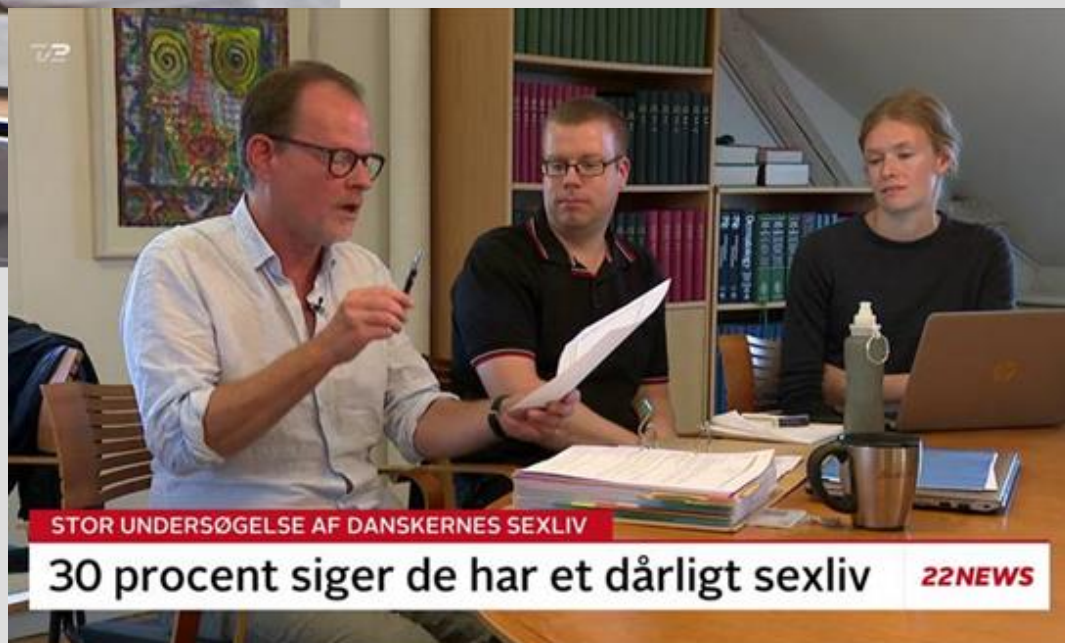 TV2
STOR UNDERSØGELSE AF DANSKERNES SEXLIV
30 procent siger de har et dårligt sexliv
22NEWS